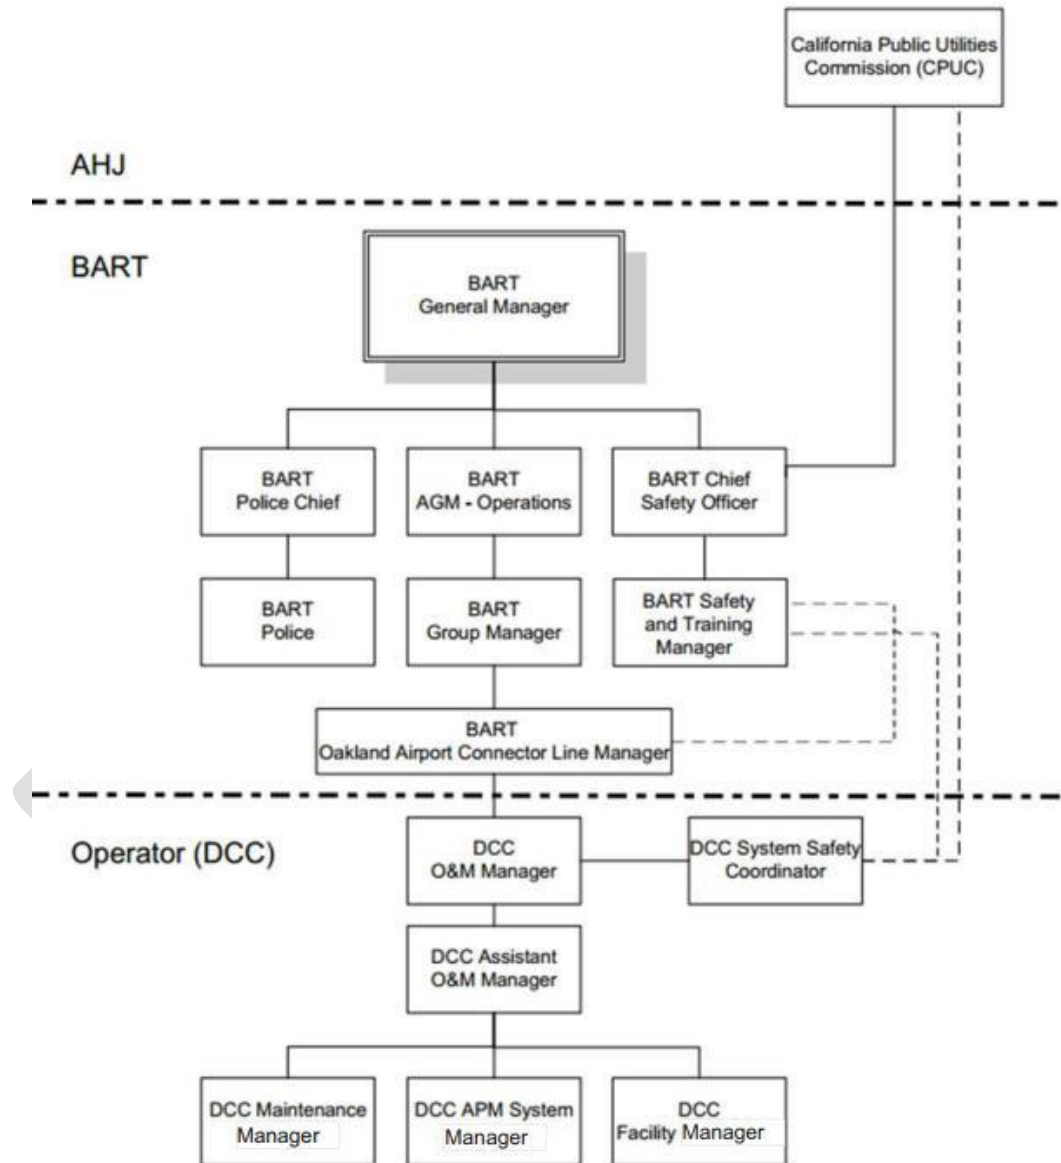 California Public Utilities
Commission (CPUC)
AHJ
BART
BART
General Manager
BART
Police Chief
BART
AGM - Operations
BART Chief
Safety Officer
BART
Police
BART
Group Manager
BART Safety
and Training
Manager
BART
Oakland Airport Connector Line Manager
Operator (DCC)
DCC
O&M Manager
DCC System Safety
Coordinator
DCC Assistant
O&M Manager
DCC Maintenance
Manager
DCC APM System
Manager
DCC
Facility Manager